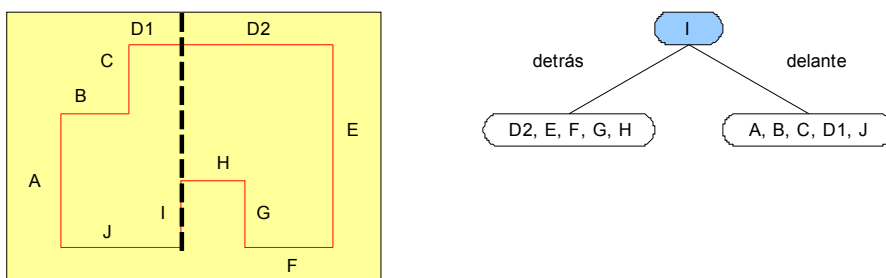 D1 D2
C
B
E
H
A
I G
J
F
I
detrás delante
D2, E, F, G, H A, B, C, D1, J